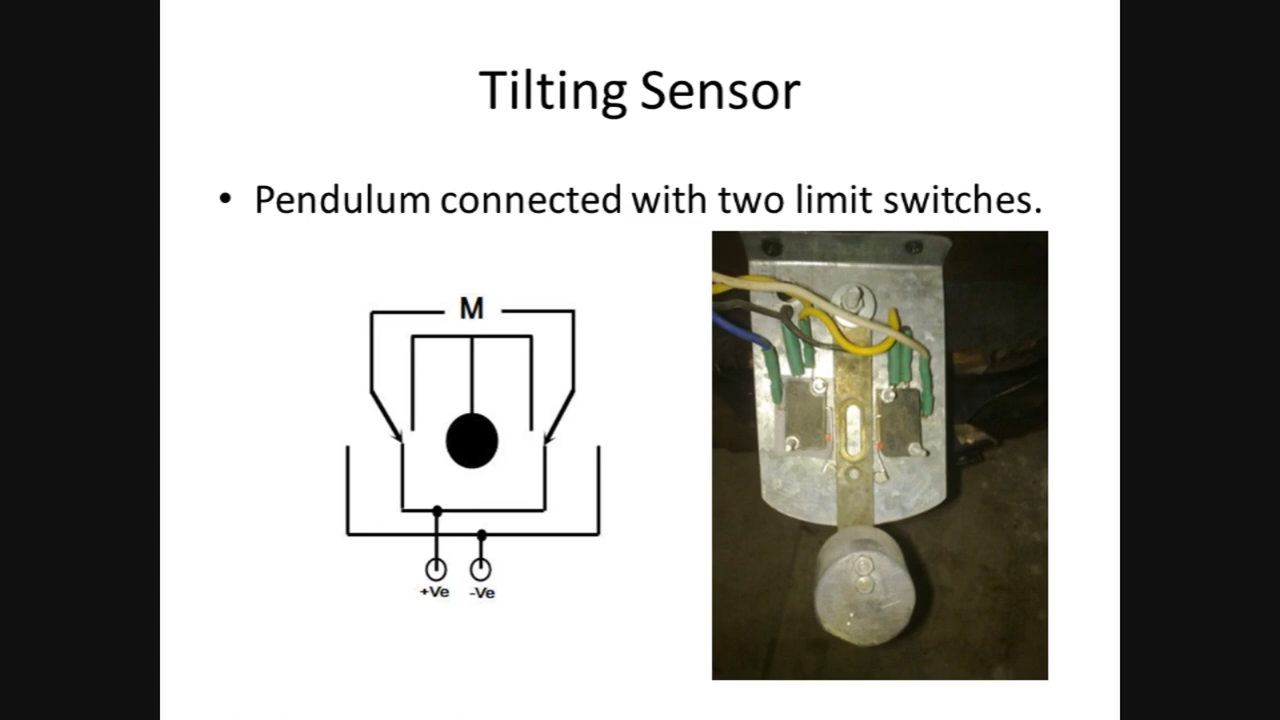 Tilting Sensor
• Pendulum connected with two limit switches.
M
+Ve -Ve